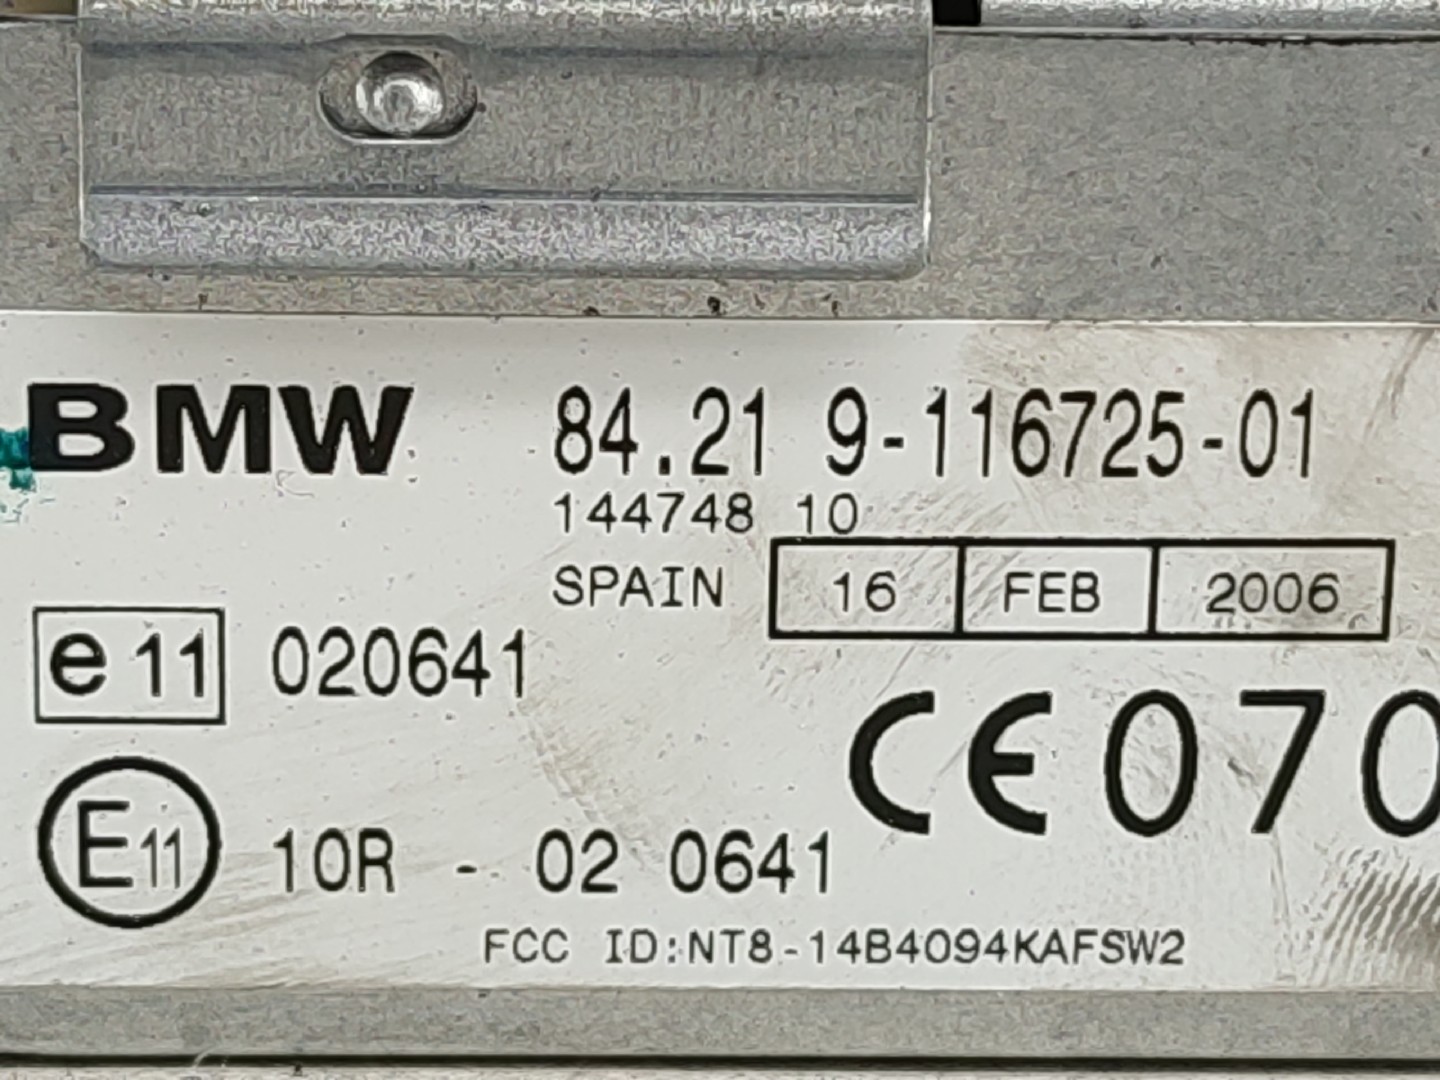 BMW 84.21 9-116725-01
144748 10
SPAIN 16 FEB 2006
e11 020641
CE 070
E11 10R - 02 0641
FCC ID:NT8-14B4094KAFSW2